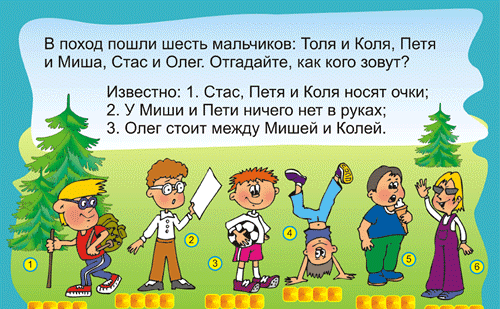 В поход пошли шесть мальчиков: Толя и Коля, Петя
и Миша, Стас и Олег. Отгадайте, как кого зовут?
Известно: 1. Стас, Петя и Коля носят очки;
2. У Миши и Пети ничего нет в руках;
3. Олег стоит между Мишей и Колей.
1
2
3
4
5
6